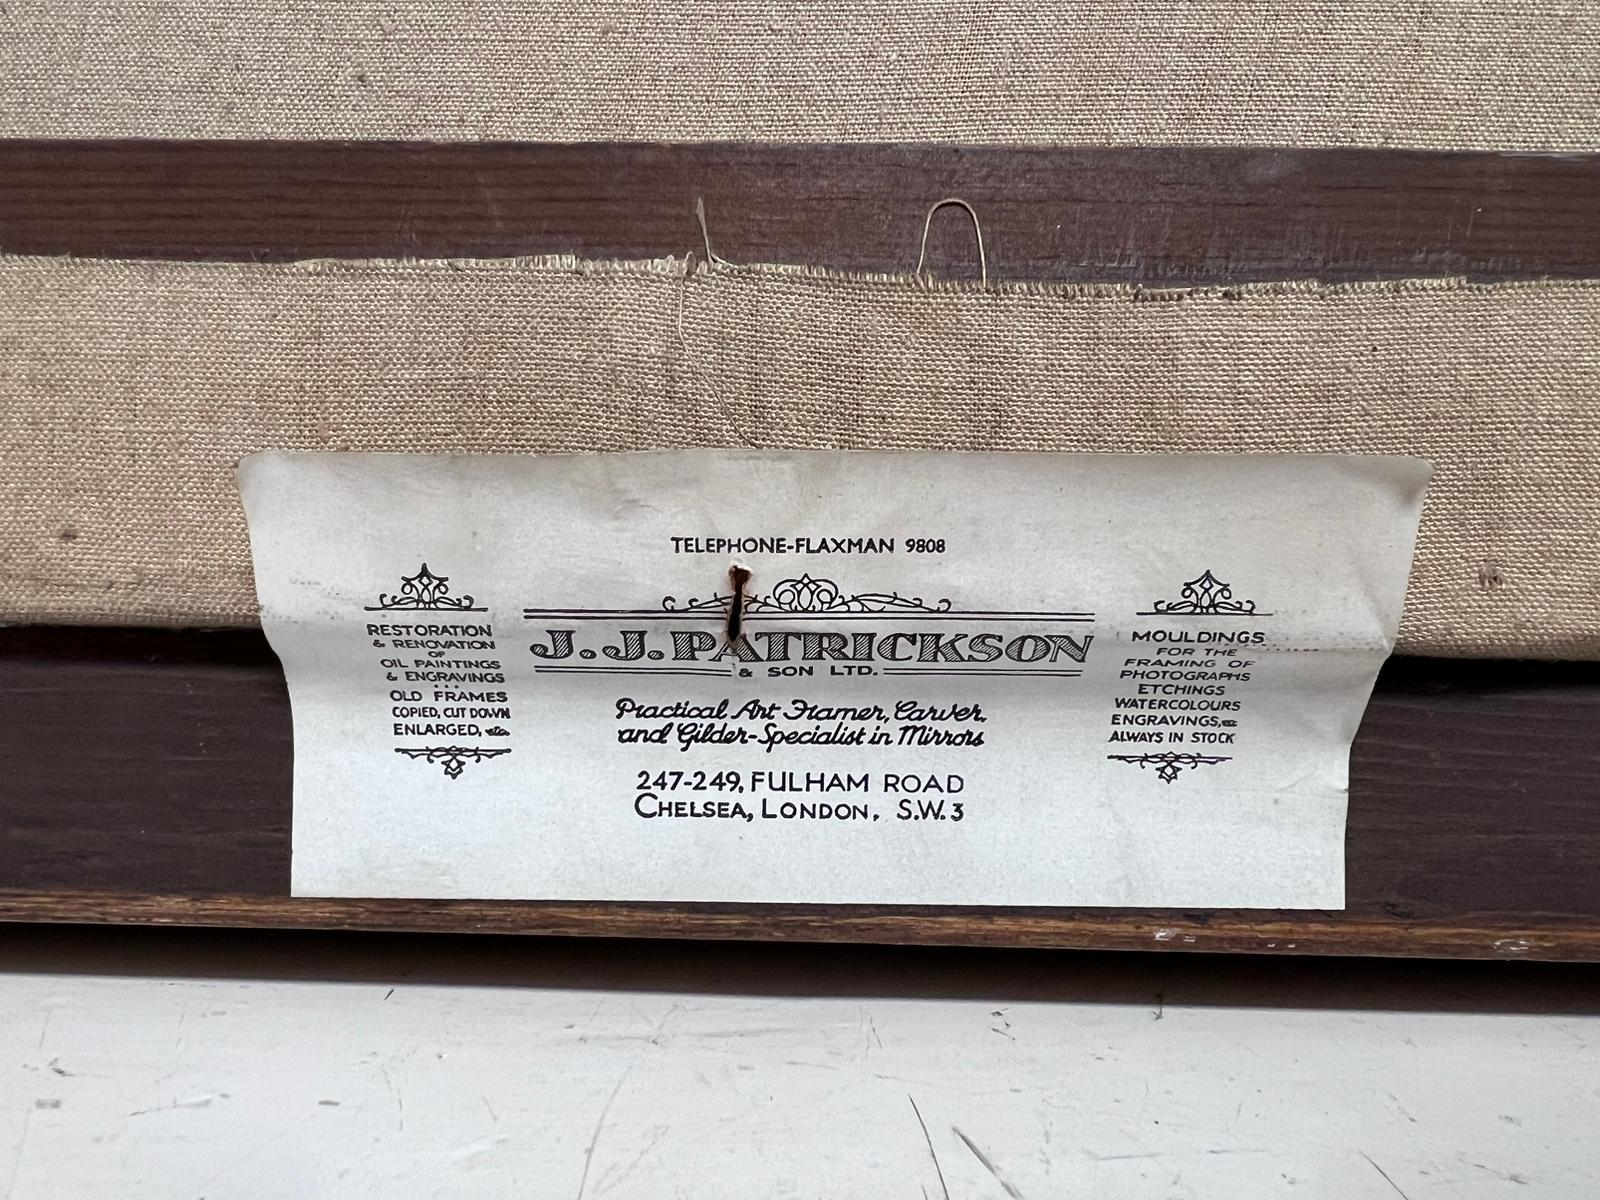 TELEPHONE-FLAXMAN 9808
J. J. PATRICKSON
& SON LTD.
Practical Art Framer, Carver,
and Gilder-Specialist in Mirrors
247-249, FULHAM ROAD
CHELSEA, LONDON, S.W.3
RESTORATION
& RENOVATION
OF
OIL PAINTINGS
& ENGRAVINGS
...
OLD FRAMES
COPIED, CUT DOWN
ENLARGED, etc.
MOULDINGS
FOR THE
FRAMING OF
PHOTOGRAPHS
ETCHINGS
WATERCOLOURS
ENGRAVINGS, etc.
ALWAYS IN STOCK